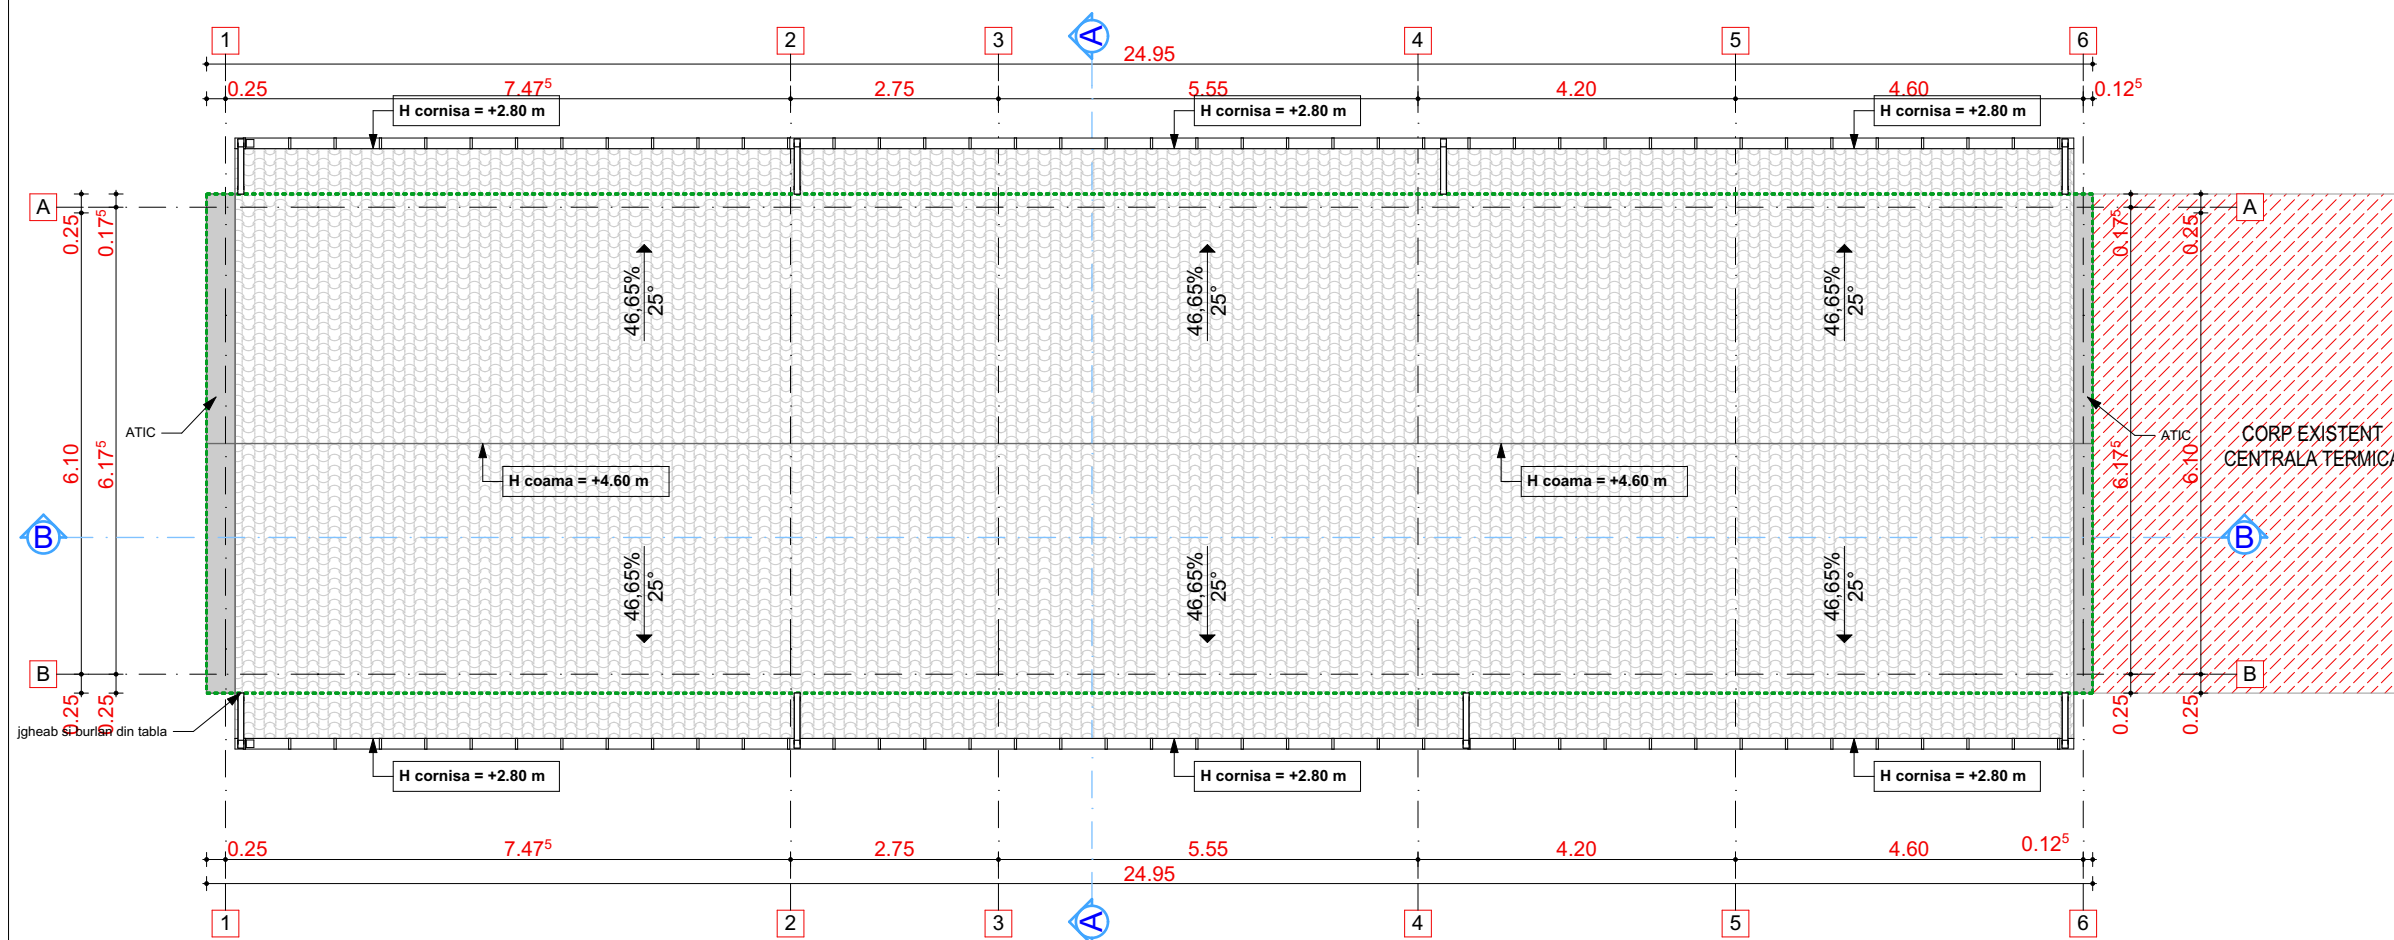 1 2 3 A 4 5 6
24.95
0.25 7.47⁵ 2.75 5.55 4.20 4.60 0.12⁵
H cornisa = +2.80 m H cornisa = +2.80 m H cornisa = +2.80 m
A 0.25 0.17⁵ 0.17⁵ 0.25 A
46,65% 25° 46,65% 25° 46,65% 25°
ATIC ATIC
CORP EXISTENT
CENTRALA TERMICA
6.10 6.17⁵ 6.17⁵ 6.10
H coama = +4.60 m H coama = +4.60 m
B B
46,65% 25° 46,65% 25° 46,65% 25°
B B
0.25 0.25 0.25 0.25
jgheab si burlan din tabla
H cornisa = +2.80 m H cornisa = +2.80 m H cornisa = +2.80 m
0.25 7.47⁵ 2.75 5.55 4.20 4.60 0.12⁵
24.95
1 2 3 A 4 5 6